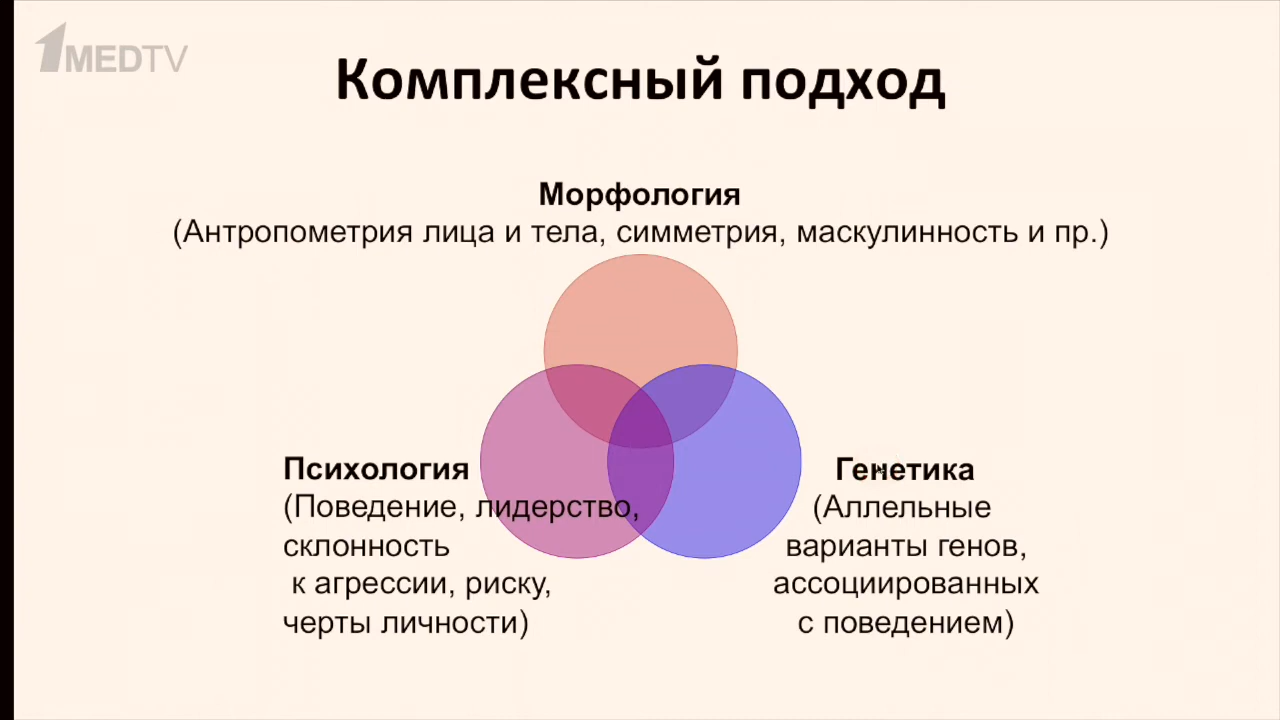 1MEDTV
Комплексный подход
Морфология
(Антропометрия лица и тела, симметрия, маскулинность и пр.)
Психология
(Поведение, лидерство,
склонность
к агрессии, риску,
черты личности)
Генетика
(Аллельные
варианты генов,
ассоциированных
с поведением)